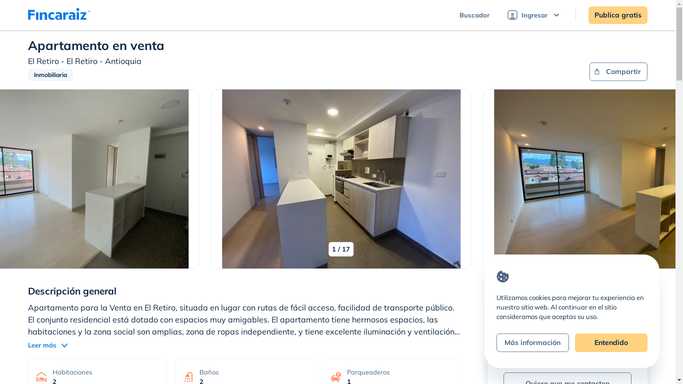 Fincaraiz
Buscador
Ingresar
Publica gratis
Apartamento en venta
El Retiro - El Retiro - Antioquia
Inmobiliaria
Compartir
1 / 17
Descripción general
Apartamento para la Venta en El Retiro, situada en lugar con rutas de fácil acceso, facilidad de transporte público.
El conjunto residencial está dotado con espacios muy amigables. El apartamento tiene hermosos espacios, las
habitaciones y la zona social son amplias, zona de ropas independiente, y tiene excelente iluminación y ventilación...
Leer más
Habitaciones
2
Baños
2
Parqueaderos
1
Utilizamos cookies para mejorar tu experiencia en
nuestro sitio web. Al continuar en el sitio
consideramos que aceptas su uso.
Más información
Entendido
Quiero que me contacten